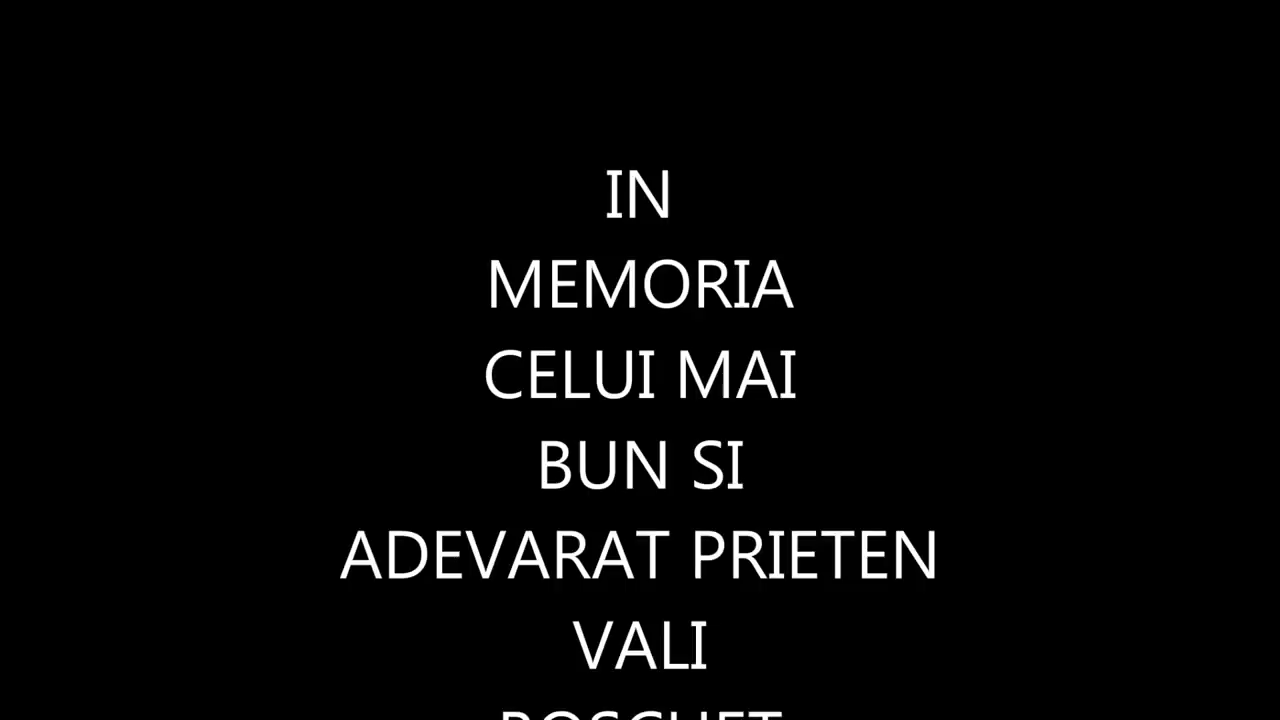 IN
MEMORIA
CELUI MAI
BUN SI
ADEVARAT PRIETEN
VALI